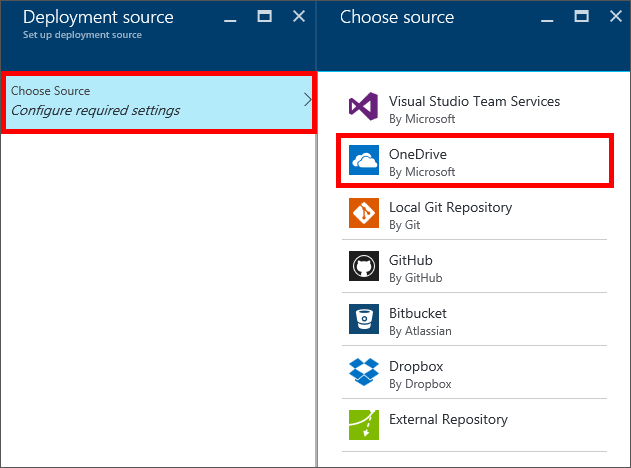 Deployment source
Set up deployment source
Choose Source
Configure required settings
Choose source
Visual Studio Team Services
By Microsoft
OneDrive
By Microsoft
Local Git Repository
By Git
GitHub
By GitHub
Bitbucket
By Atlassian
Dropbox
By Dropbox
External Repository